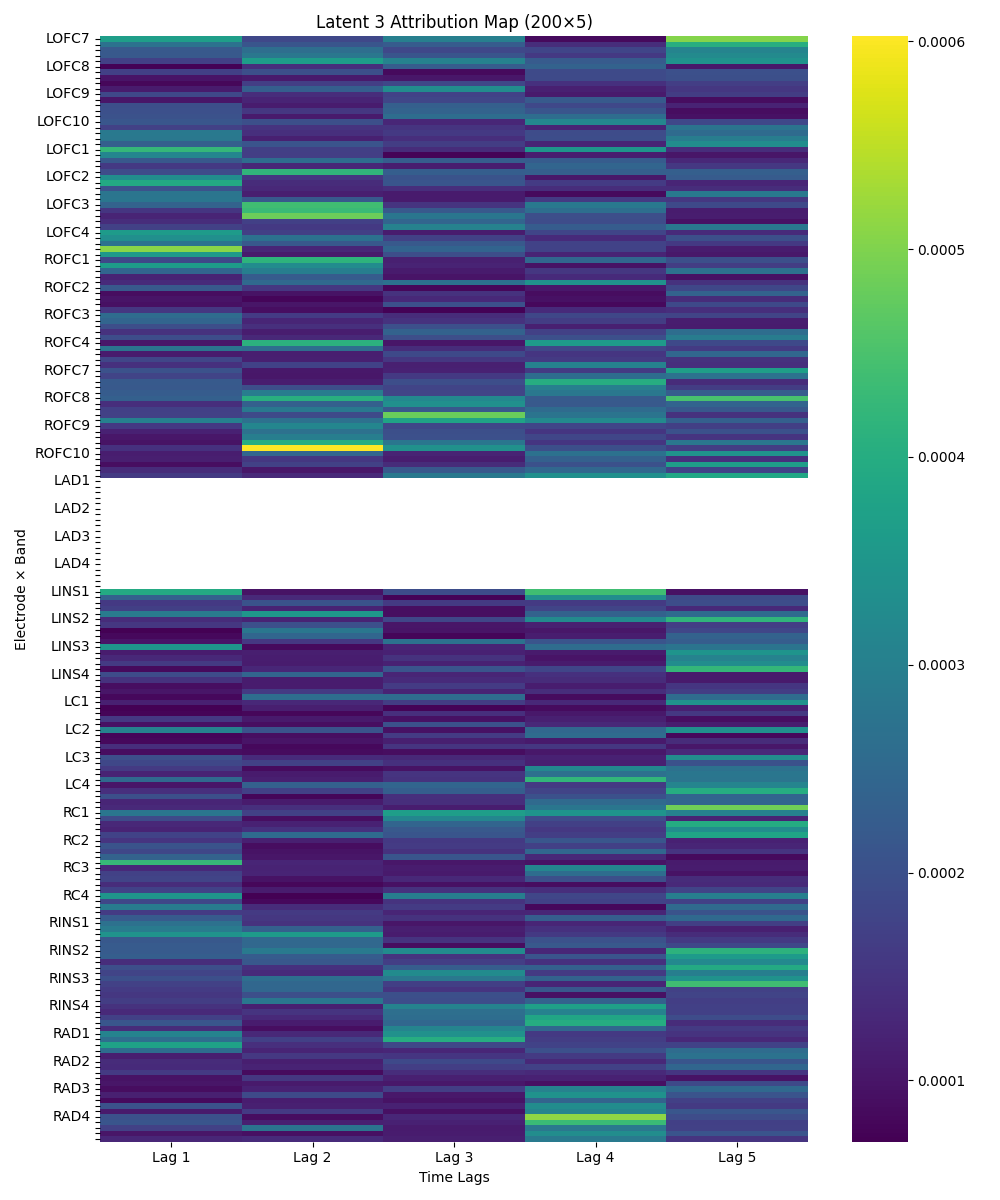 Latent 3 Attribution Map (200×5)
LOFC7
LOFC8
LOFC9
LOFC10
LOFC1
LOFC2
LOFC3
LOFC4
ROFC1
ROFC2
ROFC3
ROFC4
ROFC7
ROFC8
ROFC9
ROFC10
LAD1
LAD2
LAD3
LAD4
LINS1
LINS2
LINS3
LINS4
LC1
LC2
LC3
LC4
RC1
RC2
RC3
RC4
RINS1
RINS2
RINS3
RINS4
RAD1
RAD2
RAD3
RAD4
Electrode × Band
Lag 1 Lag 2 Lag 3 Lag 4 Lag 5
Time Lags
0.0006
0.0005
0.0004
0.0003
0.0002
0.0001